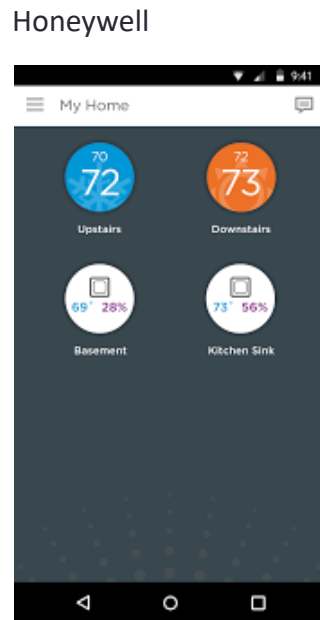 Honeywell
9:41
My Home
70 72
72 73
Upstairs Downstairs
69° 28% 73° 56%
Basement Kitchen Sink